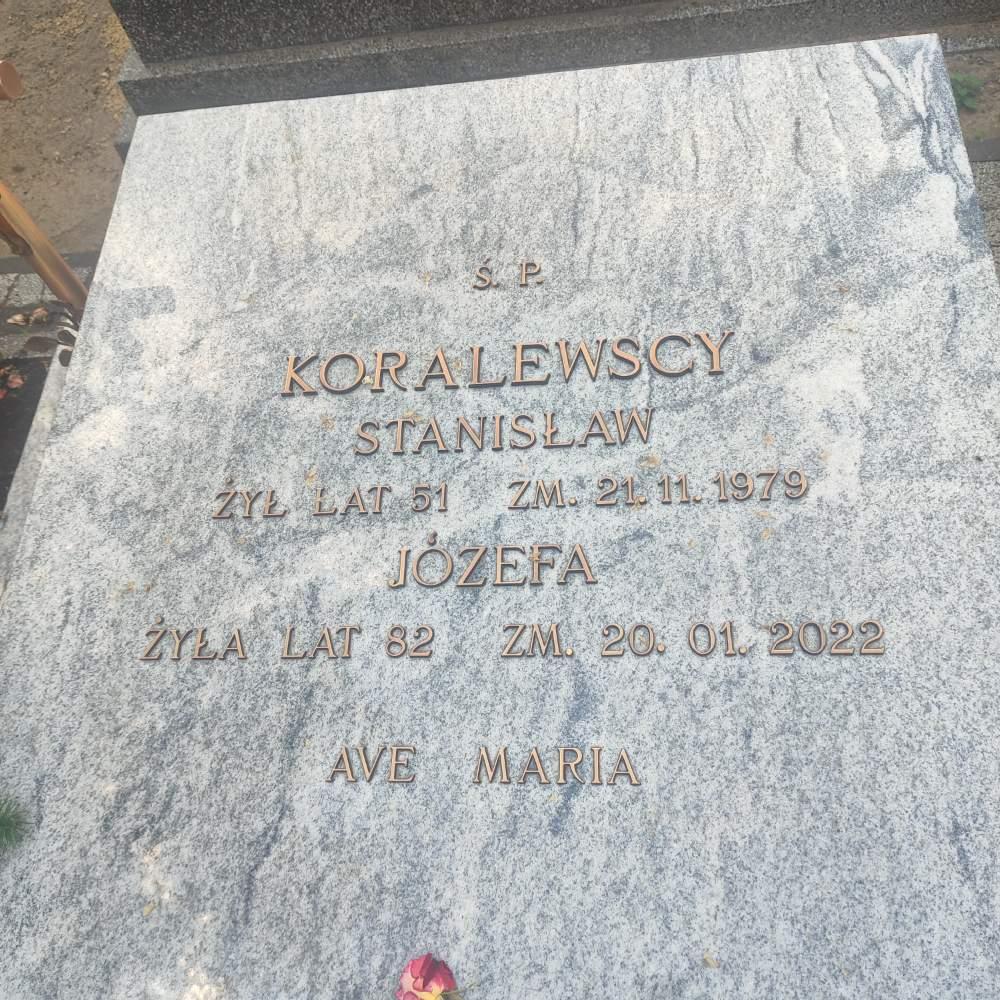 Ś. P.
KORALEWSCY
STANISŁAW
ŻYŁ LAT 51 ZM. 21. 11. 1979
JÓZEFA
ŻYŁA LAT 82 ZM. 20. 01. 2022
AVE MARIA